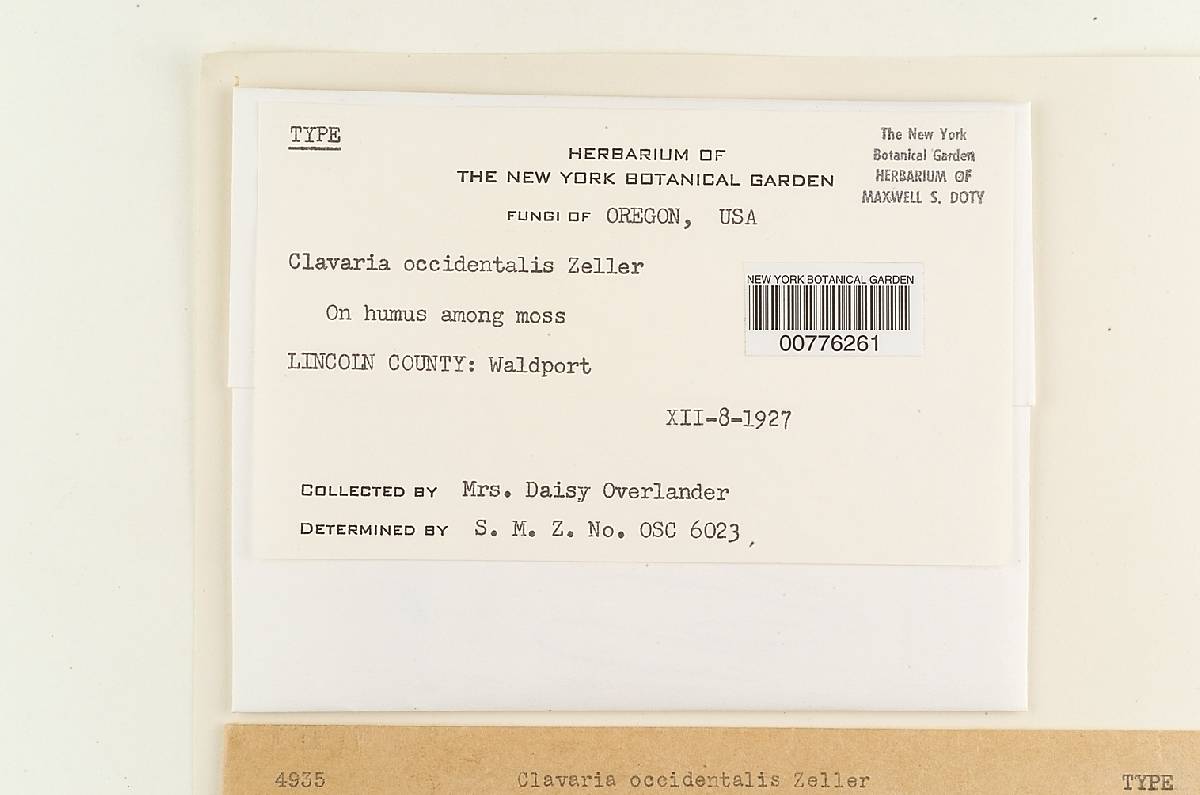 TYPE
HERBARIUM OF
THE NEW YORK BOTANICAL GARDEN
The New York
Botanical Garden
HERBARIUM OF
MAXWELL S. DOTY
FUNGI OF OREGON, USA
Clavaria occidentalis Zeller
On humus among moss
NEW YORK BOTANICAL GARDEN
00776261
LINCOLN COUNTY: Waldport
XII-8-1927
COLLECTED BY Mrs. Daisy Overlander
DETERMINED BY S. M. Z. No. OSC 6023,
4935 Clavaria occidentalis Zeller TYPE